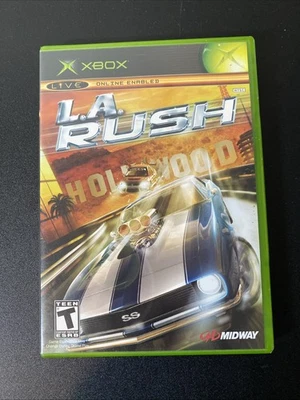 XBOX
LIVE ONLINE ENABLED
L.A.
RUSH
HOLLYWOOD
SS
TEEN
T
ESRB
MIDWAY